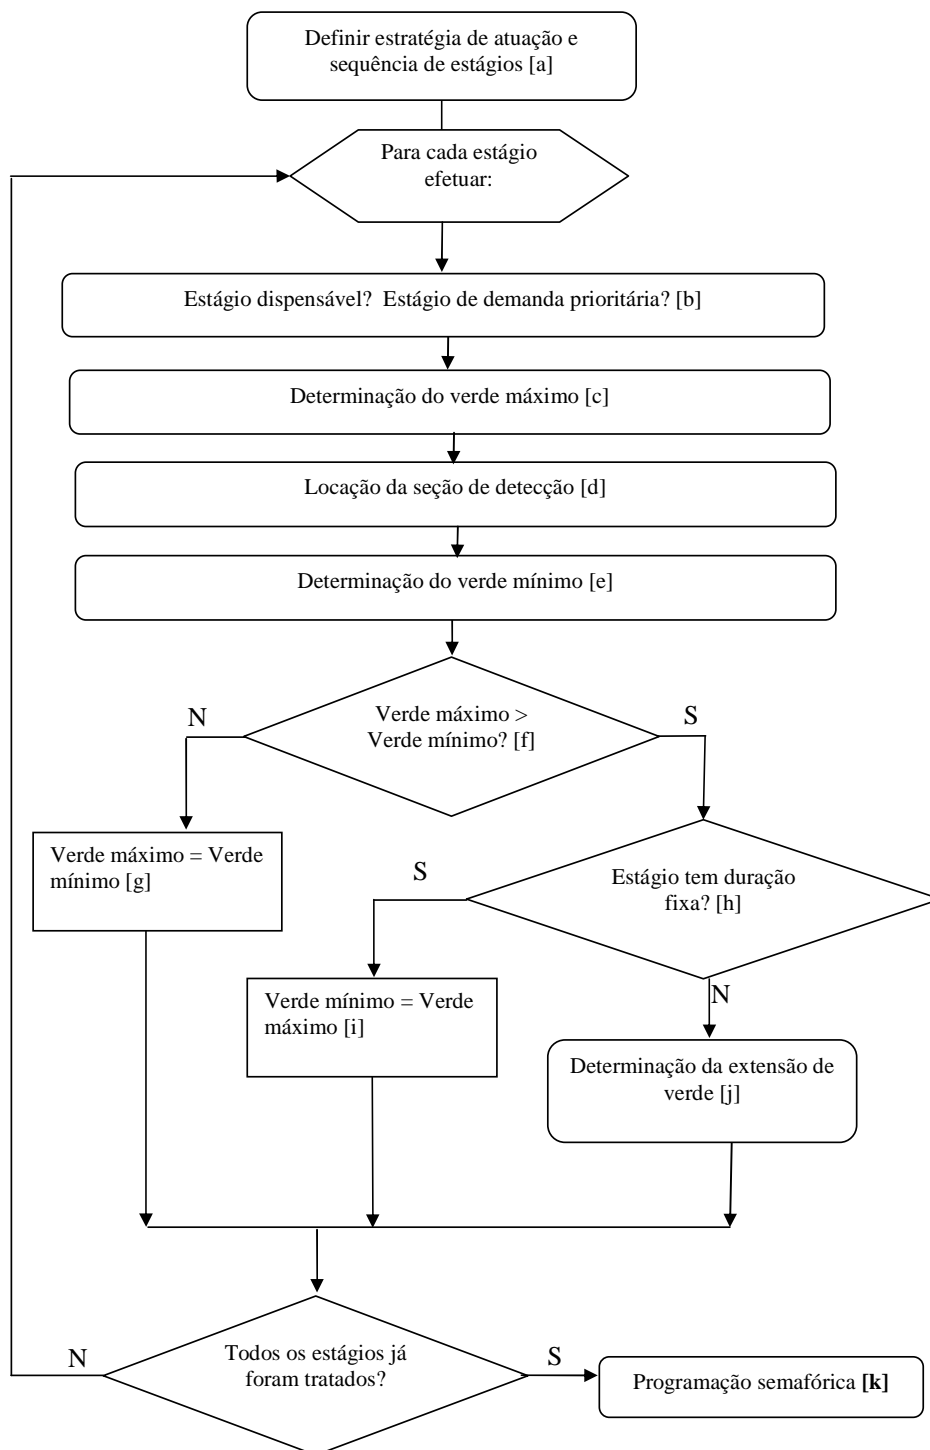 Definir estratégia de atuação e
sequência de estágios [a]
Para cada estágio
efetuar:
Estágio dispensável?  Estágio de demanda prioritária? [b]
Determinação do verde máximo [c]
Locação da seção de detecção [d]
Determinação do verde mínimo [e]
Verde máximo >
Verde mínimo? [f]
N
S
Verde máximo = Verde
mínimo [g]
Estágio tem duração
fixa? [h]
S
N
Verde mínimo = Verde
máximo [i]
Determinação da extensão de
verde [j]
Todos os estágios já
foram tratados?
N
S
Programação semafórica [k]